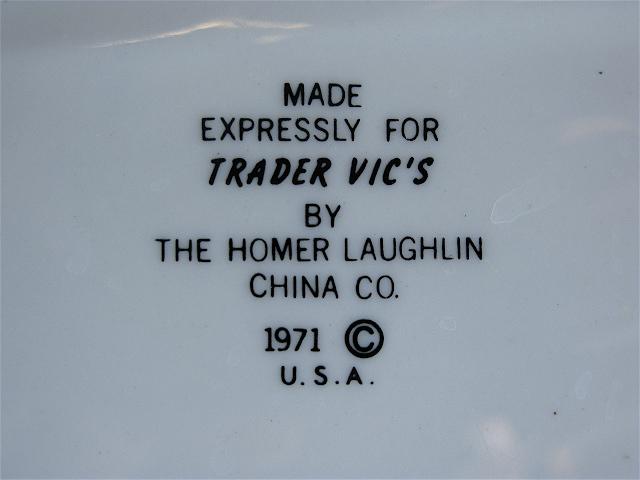 MADE
EXPRESSLY FOR
TRADER VIC'S
BY
THE HOMER LAUGHLIN
CHINA CO.
1971 ©
U.S.A.